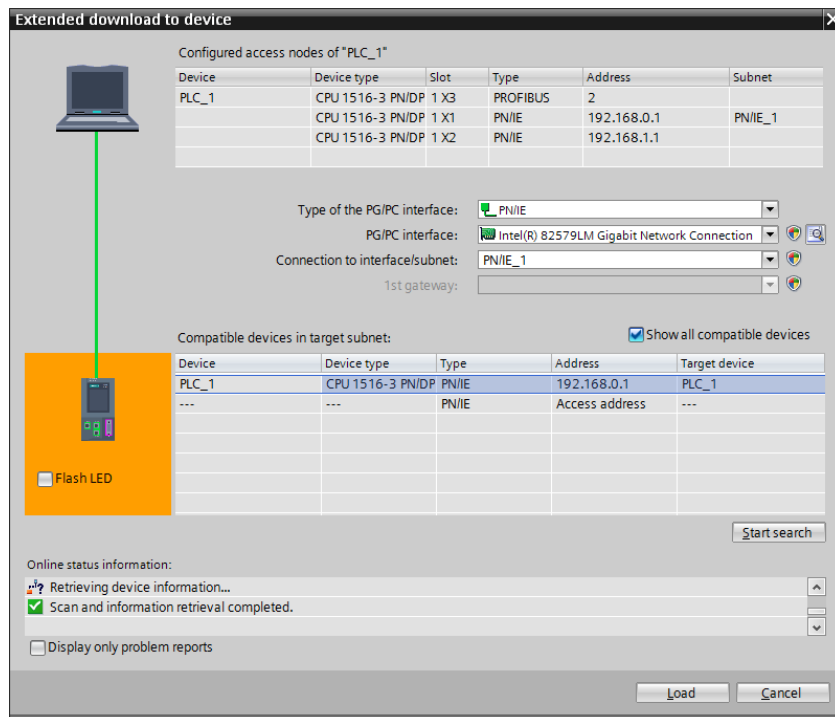 Extended download to device
Configured access nodes of "PLC_1"
Device Device type Slot Type Address Subnet
PLC_1 CPU 1516-3 PN/DP 1 X3 PROFIBUS 2
CPU 1516-3 PN/DP 1 X1 PN/IE 192.168.0.1 PN/IE_1
CPU 1516-3 PN/DP 1 X2 PN/IE 192.168.1.1
Type of the PG/PC interface: PN/IE
PG/PC interface: Intel(R) 82579LM Gigabit Network Connection
Connection to interface/subnet: PN/IE_1
1st gateway:
Compatible devices in target subnet: Show all compatible devices
Device Device type Type Address Target device
PLC_1 CPU 1516-3 PN/DP PN/IE 192.168.0.1 PLC_1
--- --- PN/IE Access address ---
Flash LED
Start search
Online status information:
Retrieving device information...
Scan and information retrieval completed.
Display only problem reports
Load Cancel